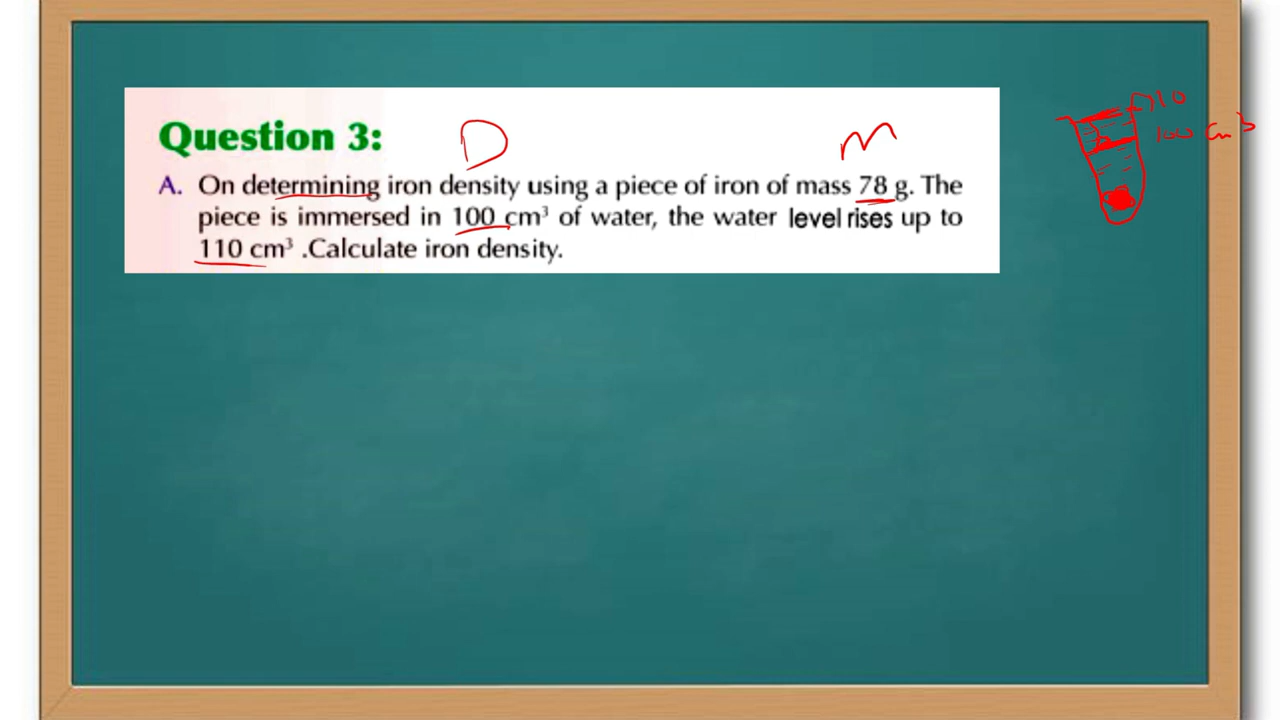 Question 3:
D
m
A. On determining iron density using a piece of iron of mass 78 g. The
piece is immersed in 100 cm³ of water, the water level rises up to
110 cm³ .Calculate iron density.
110
100 cm³